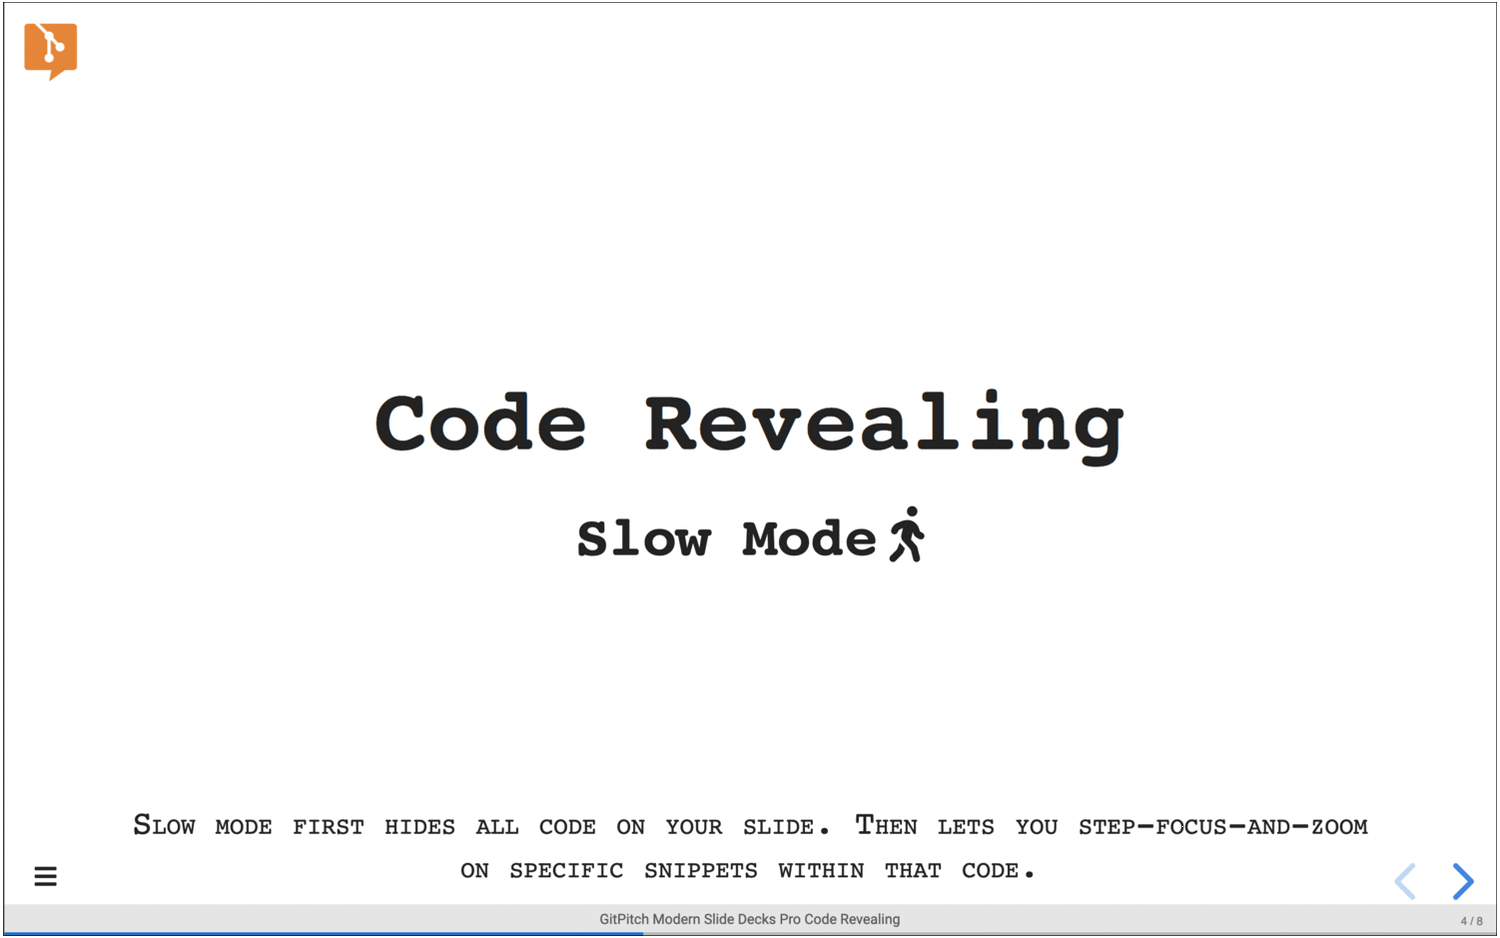 Code Revealing
Slow Mode
Slow mode first hides all code on your slide. Then lets you step-focus-and-zoom
on specific snippets within that code.
GitPitch Modern Slide Decks Pro Code Revealing
4 / 8